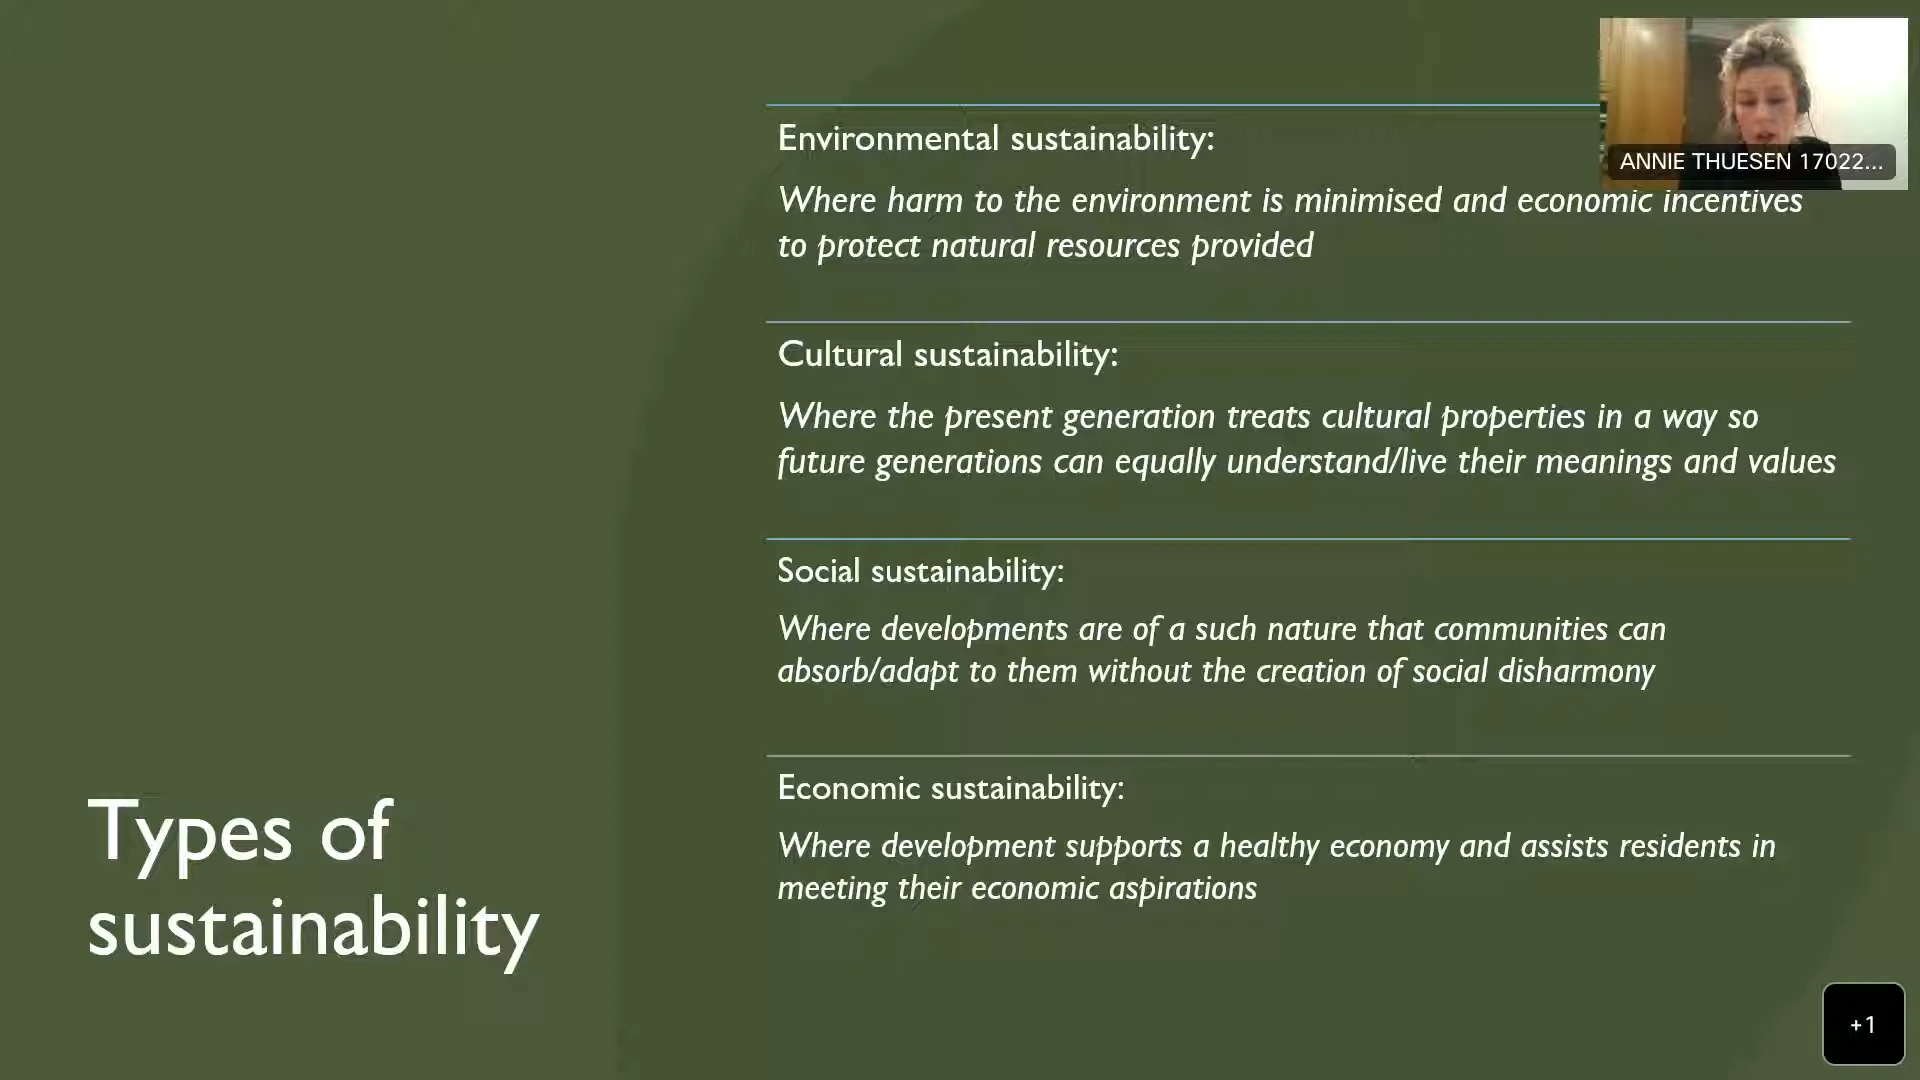 ANNIE THUESEN 17022...
Environmental sustainability:
Where harm to the environment is minimised and economic incentives
to protect natural resources provided
Cultural sustainability:
Where the present generation treats cultural properties in a way so
future generations can equally understand/live their meanings and values
Social sustainability:
Where developments are of a such nature that communities can
absorb/adapt to them without the creation of social disharmony
Economic sustainability:
Where development supports a healthy economy and assists residents in
meeting their economic aspirations
Types of
sustainability
+1